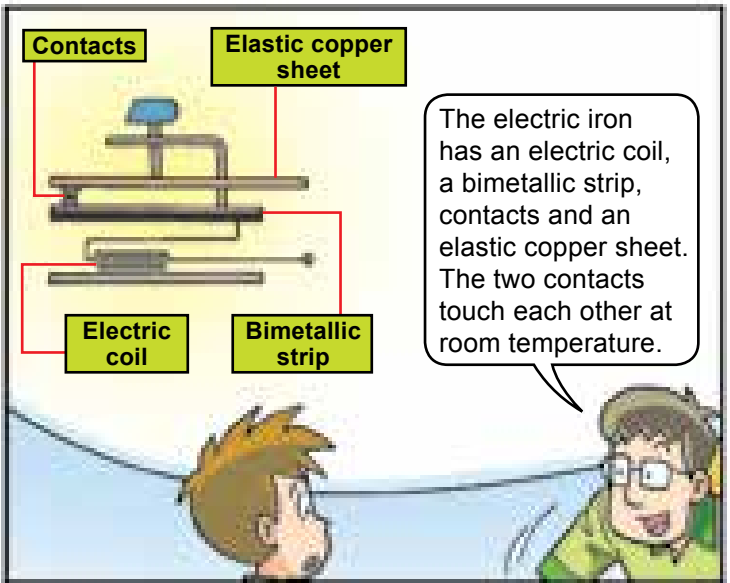 Contacts
Elastic copper
sheet
The electric iron
has an electric coil,
a bimetallic strip,
contacts and an
elastic copper sheet.
The two contacts
touch each other at
room temperature.
Electric
coil
Bimetallic
strip